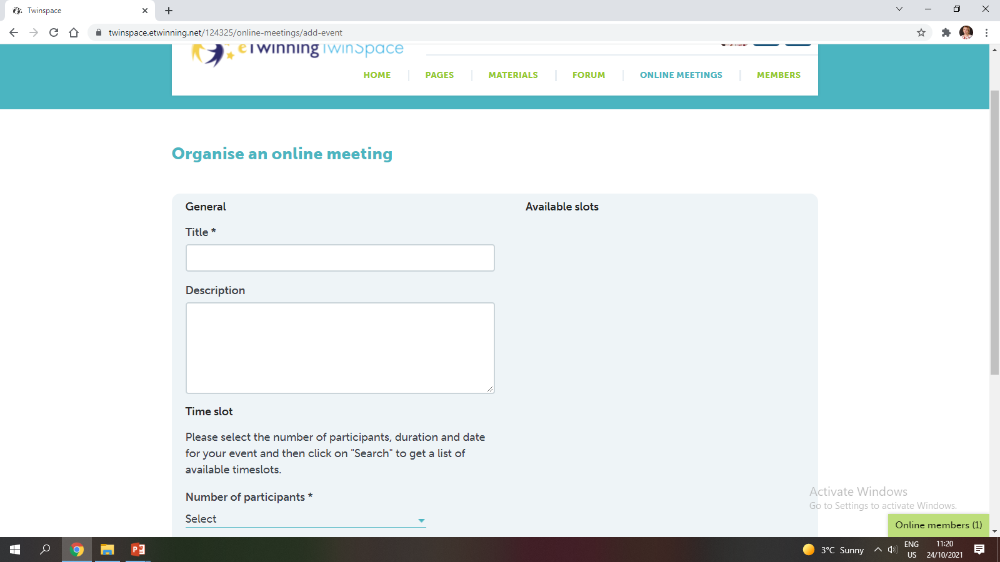 Twinspace
twinspace.etwinning.net/124325/online-meetings/add-event
eTwinning TwinSpace
HOME
PAGES
MATERIALS
FORUM
ONLINE MEETINGS
MEMBERS
Organise an online meeting
General
Available slots
Title *
Description
Time slot
Please select the number of participants, duration and date
for your event and then click on "Search" to get a list of
available timeslots.
Number of participants *
Select
Activate Windows
Go to Settings to activate Windows.
Online members (1)
P
3°C Sunny
ENG
US
11:20
24/10/2021